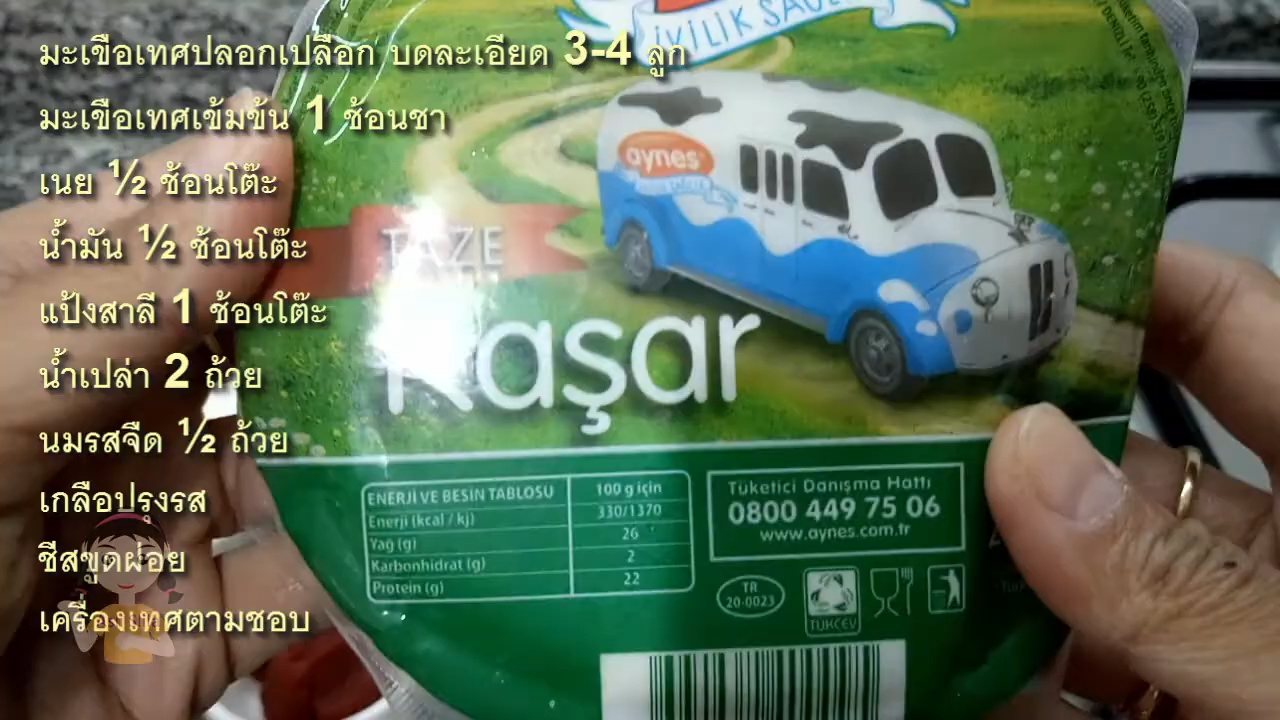 มะเขือเทศปลอกเปลือก บดละเอียด 3-4 ลูก
มะเขือเทศเข้มข้น 1 ช้อนชา
เนย ½ ช้อนโต๊ะ
น้ำมัน ½ ช้อนโต๊ะ
แป้งสาลี 1 ช้อนโต๊ะ
น้ำเปล่า 2 ถ้วย
นมรสจืด ½ ถ้วย
เกลือปรุงรส
ชีสขูดฝอย
เครื่องเทศตามชอบ
aynes
TAZE
Kaşar
ENERJİ VE BESİN TABLOSU 100 g için
Enerji (kcal / kj) 330/1370
Yağ (g) 26
Karbonhidrat (g) 2
Protein (g) 22
Tüketici Danışma Hattı
0800 449 75 06
www.aynes.com.tr
TR
20-0023
TÜKÇEV